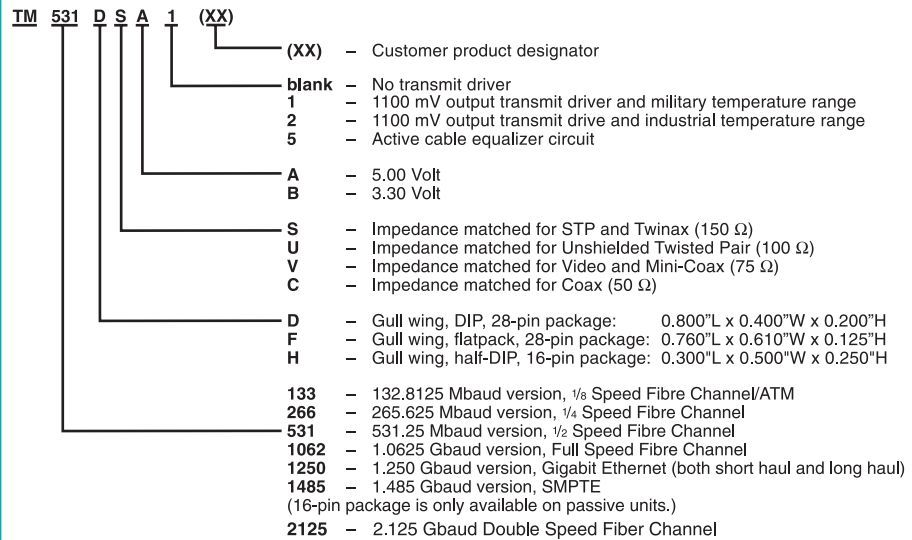 TM 531 D S A 1 (XX)
(XX) – Customer product designator
blank – No transmit driver
1 – 1100 mV output transmit driver and military temperature range
2 – 1100 mV output transmit drive and industrial temperature range
5 – Active cable equalizer circuit
A – 5.00 Volt
B – 3.30 Volt
S – Impedance matched for STP and Twinax (150 Ω)
U – Impedance matched for Unshielded Twisted Pair (100 Ω)
V – Impedance matched for Video and Mini-Coax (75 Ω)
C – Impedance matched for Coax (50 Ω)
D – Gull wing, DIP, 28-pin package: 0.800”L x 0.400”W x 0.200”H
F – Gull wing, flatpack, 28-pin package: 0.760”L x 0.610”W x 0.125”H
H – Gull wing, half-DIP, 16-pin package: 0.300"L x 0.500"W x 0.250"H
133 – 132.8125 Mbaud version, 1/8 Speed Fibre Channel/ATM
266 – 265.625 Mbaud version, 1/4 Speed Fibre Channel
531 – 531.25 Mbaud version, 1/2 Speed Fibre Channel
1062 – 1.0625 Gbaud version, Full Speed Fibre Channel
1250 – 1.250 Gbaud version, Gigabit Ethernet (both short haul and long haul)
1485 – 1.485 Gbaud version, SMPTE
(16-pin package is only available on passive units.)
2125 – 2.125 Gbaud Double Speed Fiber Channel